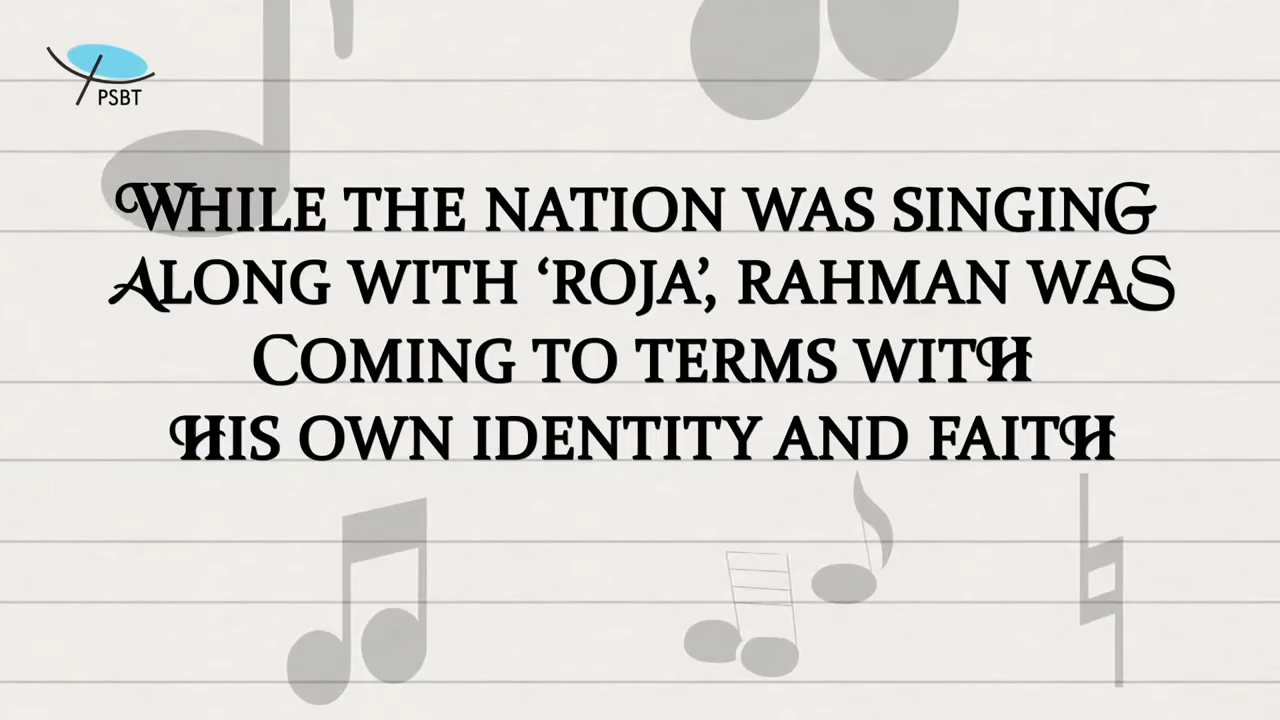 PSBT
WHILE THE NATION WAS SINGING
ALONG WITH ‘ROJA’, RAHMAN WAS
COMING TO TERMS WITH
HIS OWN IDENTITY AND FAITH